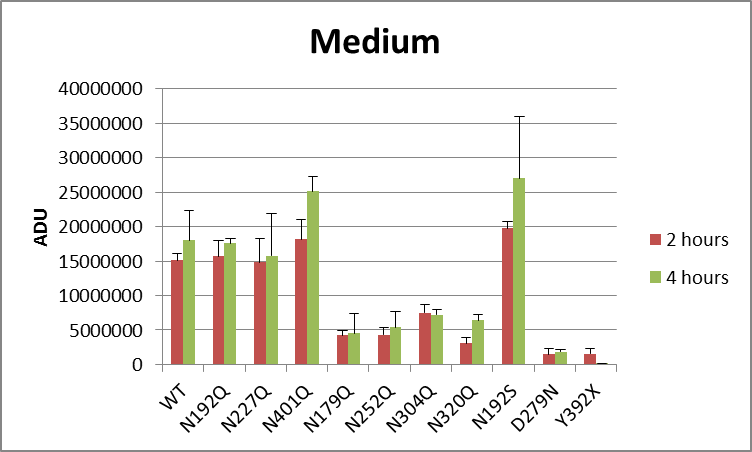 Medium
40000000
35000000
30000000
25000000
20000000
15000000
10000000
5000000
0
ADU
WT
N192Q
N227Q
N401Q
N179Q
N252Q
N304Q
N320Q
N192S
D279N
Y392X
2 hours
4 hours